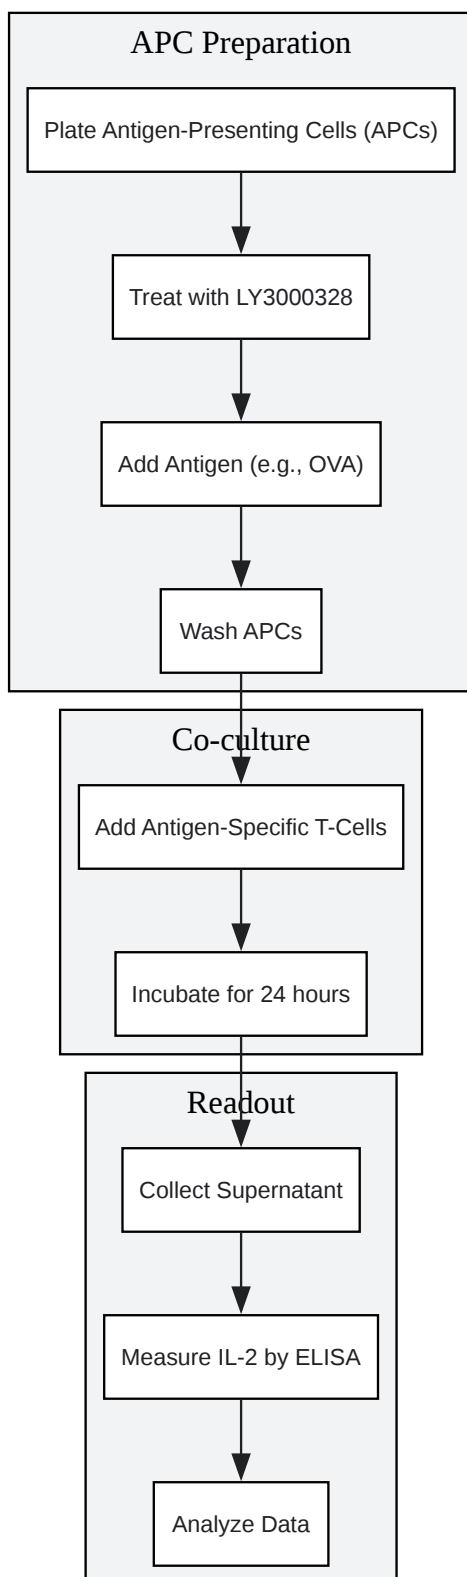 APC Preparation
Plate Antigen-Presenting Cells (APCs)
Treat with LY3000328
Add Antigen (e.g., OVA)
Wash APCs
Co-culture
Add Antigen-Specific T-Cells
Incubate for 24 hours
Readout
Collect Supernatant
Measure IL-2 by ELISA
Analyze Data